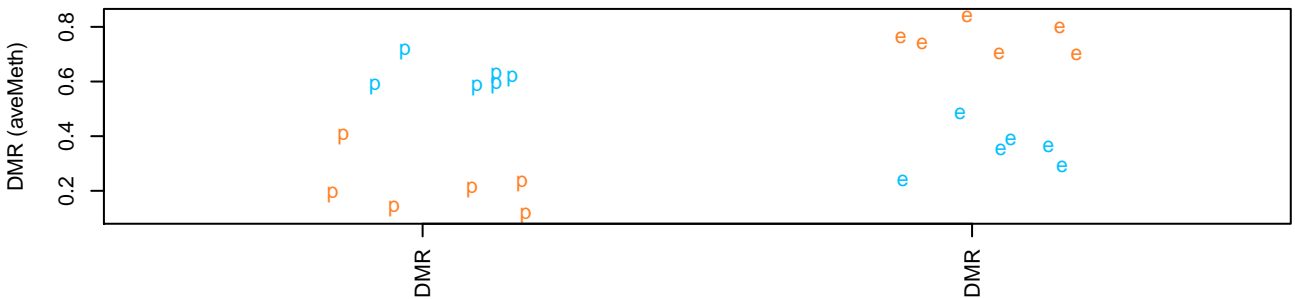 DMR (aveMeth)
0.8
0.6
0.4
0.2
p p p p p p
p p p p p p
e e e e e e
e e e e e e
DMR DMR